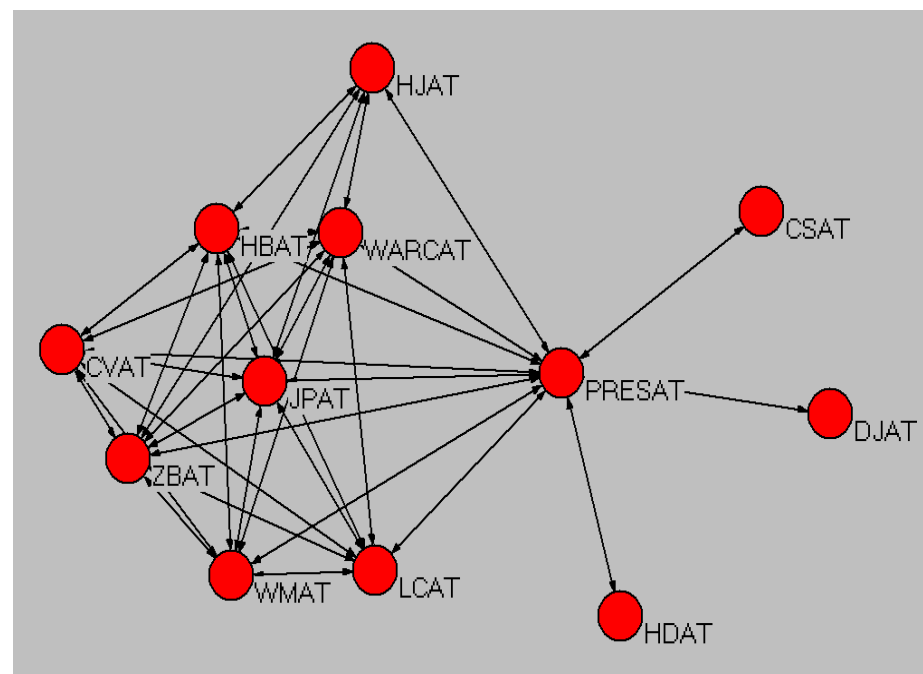 HJAT
CSAT
HBAT
WARCAT
CVAT
JPAT
PRESAT
DJAT
ZBAT
WMAT
LCAT
HDAT